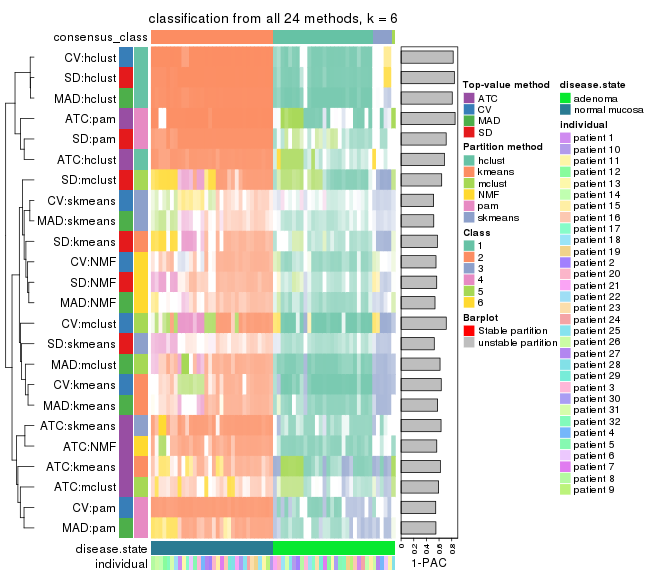 classification from all 24 methods, k = 6
consensus_class
CV:hclust
SD:hclust
MAD:hclust
ATC:pam
SD:pam
ATC:hclust
SD:mclust
CV:skmeans
MAD:skmeans
SD:kmeans
CV:NMF
SD:NMF
MAD:NMF
CV:mclust
SD:skmeans
MAD:mclust
CV:kmeans
MAD:kmeans
ATC:skmeans
ATC:NMF
ATC:kmeans
ATC:mclust
CV:pam
MAD:pam
disease.state
individual
0 0.2 0.4 0.6 0.8
1-PAC
Top-value method
ATC
CV
MAD
SD
Partition method
hclust
kmeans
mclust
NMF
pam
skmeans
Class
1
2
3
4
5
6
Barplot
Stable partition
unstable partition
disease.state
adenoma
normal mucosa
individual
patient 1
patient 10
patient 11
patient 12
patient 13
patient 14
patient 15
patient 16
patient 17
patient 18
patient 19
patient 2
patient 20
patient 21
patient 22
patient 23
patient 24
patient 25
patient 26
patient 27
patient 28
patient 29
patient 3
patient 30
patient 31
patient 32
patient 4
patient 5
patient 6
patient 7
patient 8
patient 9